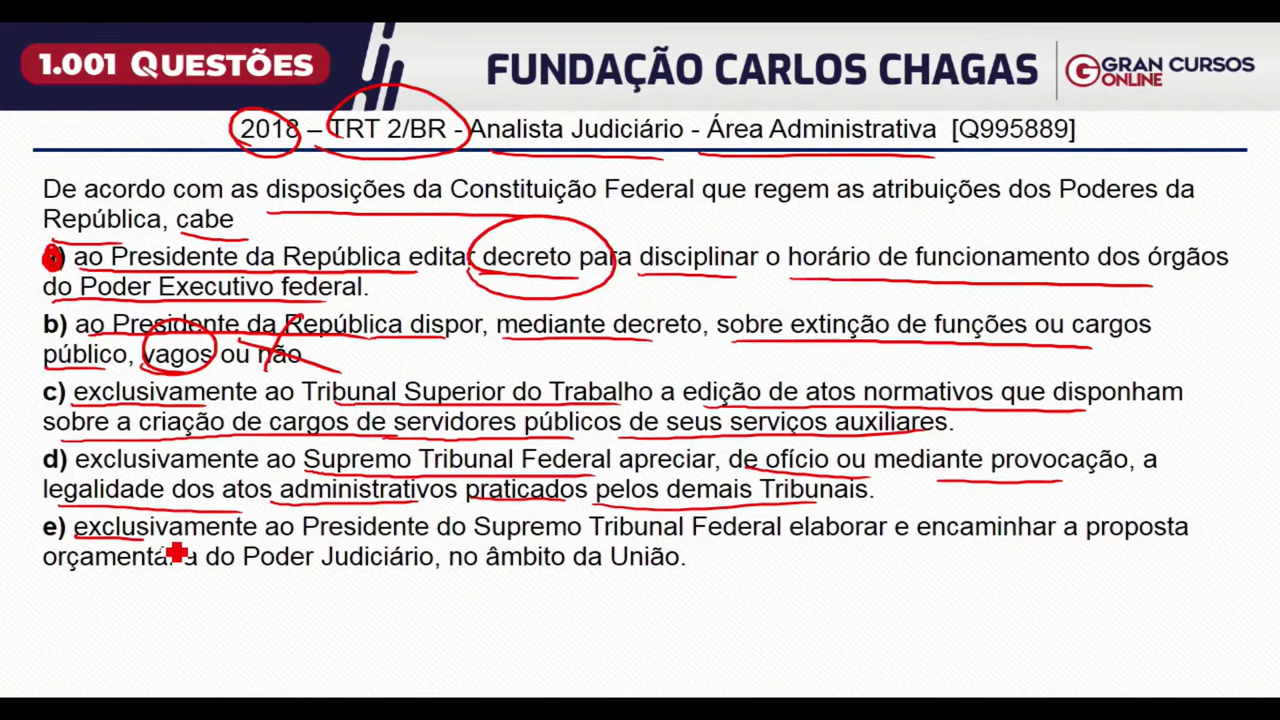 1.001 QUESTÕES
FUNDAÇÃO CARLOS CHAGAS
GRAN CURSOS
ONLINE
2018 – TRT 2/BR - Analista Judiciário - Área Administrativa [Q995889]
De acordo com as disposições da Constituição Federal que regem as atribuições dos Poderes da
República, cabe
a) ao Presidente da República editar decreto para disciplinar o horário de funcionamento dos órgãos
do Poder Executivo federal.
b) ao Presidente da República dispor, mediante decreto, sobre extinção de funções ou cargos
público, vagos ou não
c) exclusivamente ao Tribunal Superior do Trabalho a edição de atos normativos que disponham
sobre a criação de cargos de servidores públicos de seus serviços auxiliares.
d) exclusivamente ao Supremo Tribunal Federal apreciar, de ofício ou mediante provocação, a
legalidade dos atos administrativos praticados pelos demais Tribunais.
e) exclusivamente ao Presidente do Supremo Tribunal Federal elaborar e encaminhar a proposta
orçamentária do Poder Judiciário, no âmbito da União.